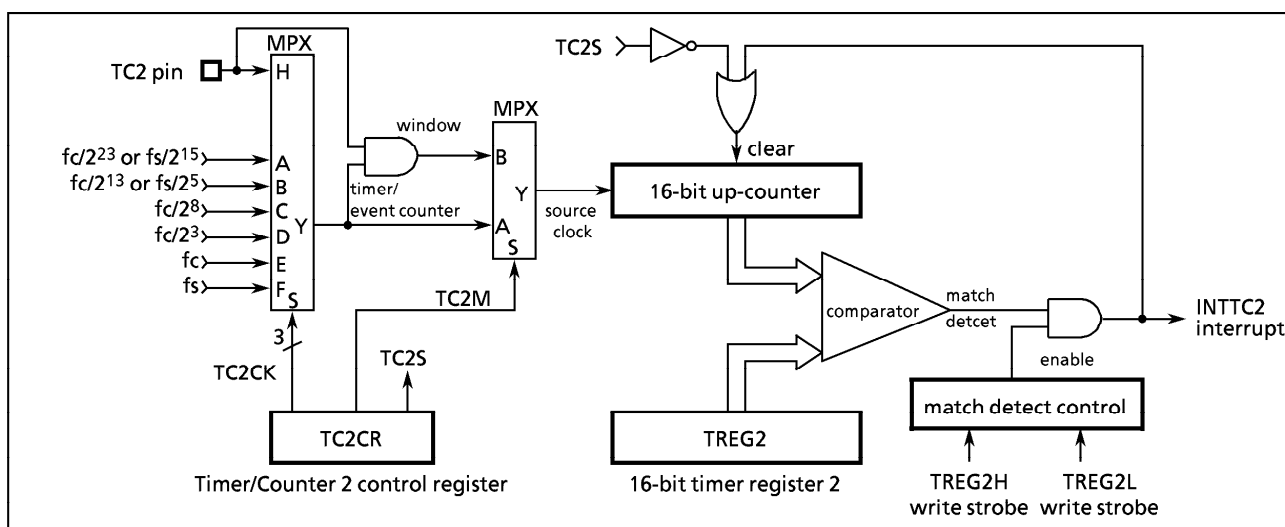 MPX
TC2 pin
H
fc/2²³ or fs/2¹⁵
A
fc/2¹³ or fs/2⁵
B
fc/2⁸
C
fc/2³
D
fc
E
fs
F
Y
S
3
TC2CK
window
timer/
event counter
MPX
B
Y
A
S
TC2M
TC2S
TC2CR
Timer/Counter 2 control register
source
clock
TC2S
clear
16-bit up-counter
comparator
match
detcet
TREG2
16-bit timer register 2
enable
INTTC2
interrupt
match detect control
TREG2H
write strobe
TREG2L
write strobe